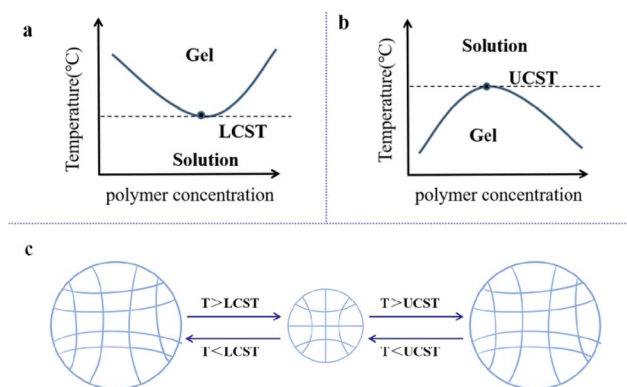 a
Temperature(℃)
Gel
LCST
Solution
polymer concentration
b
Temperature(℃)
Solution
UCST
Gel
polymer concentration
c
T＞LCST
T＜LCST
T＞UCST
T＜UCST